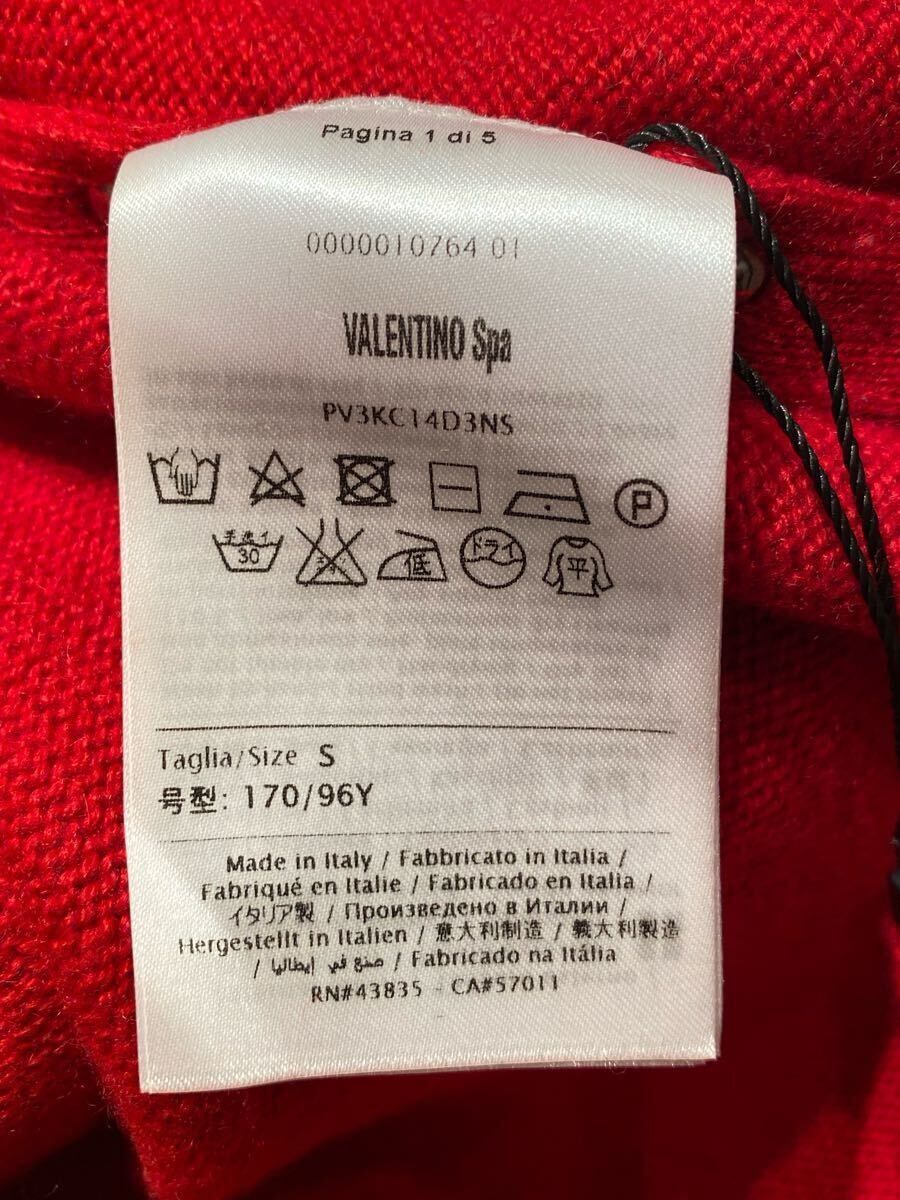 Pagina 1 di 5
0000010764 01
VALENTINO Spa
PV3KC14D3NS
P
手洗イ
30
低
ドライ
平
Taglia/Size S
号型: 170/96Y
Made in Italy / Fabbricato in Italia /
Fabriqué en Italie / Fabricado en Italia /
イタリア製 / Произведено в Италии /
Hergestellt in Italien / 意大利制造 / 義大利製造
/ صنع في إيطاليا / Fabricado na Itália
RN#43835 - CA#57011